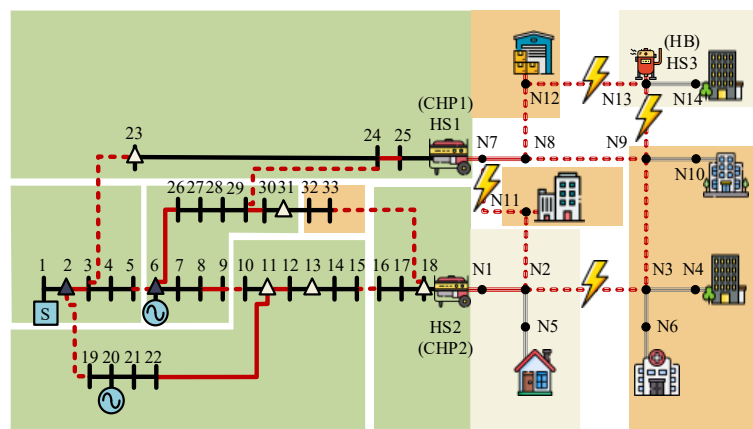 (HB)
HS3
N12
N13
N14
23
(CHP1)
HS1
24 25
N7 N8 N9
N10
26 27 28 29 30 31 32 33
N11
1 2 3 4 5 6 7 8 9 10 11 12 13 14 15 16 17 18
N1 N2 N3 N4
S
HS2
(CHP2)
N5 N6
19 20 21 22